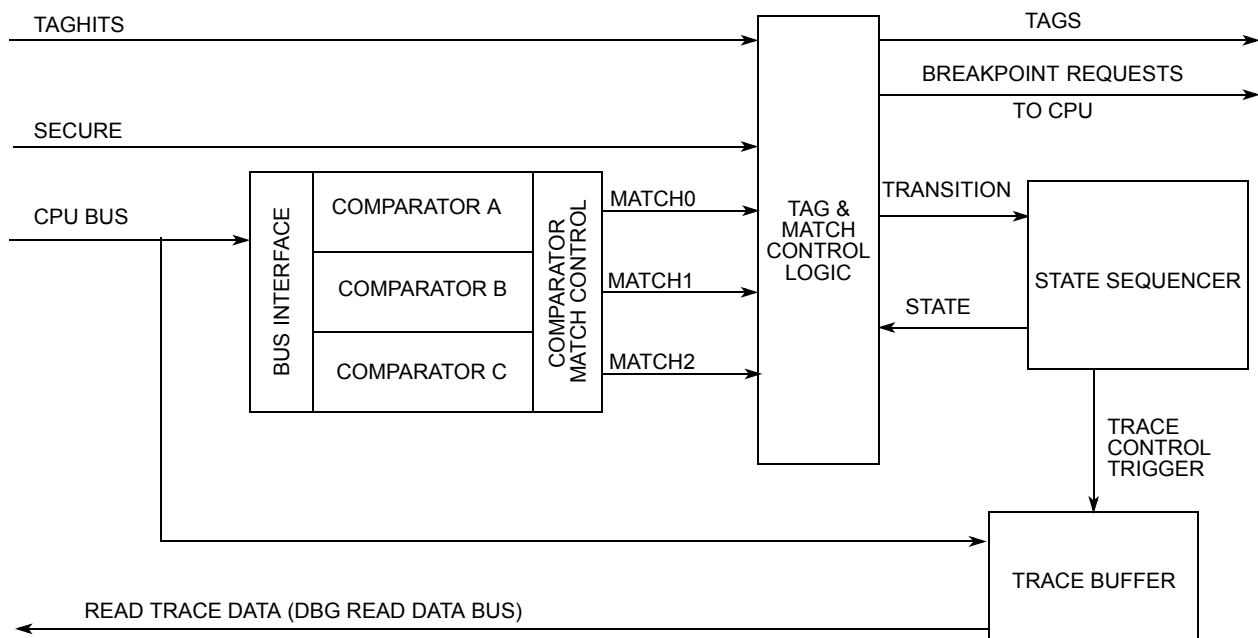 TAGHITS
TAGS
BREAKPOINT REQUESTS
TO CPU
SECURE
CPU BUS
BUS INTERFACE
COMPARATOR A
COMPARATOR B
COMPARATOR C
COMPARATOR
MATCH CONTROL
MATCH0
MATCH1
MATCH2
TAG &
MATCH
CONTROL
LOGIC
TRANSITION
STATE
STATE SEQUENCER
TRACE
CONTROL
TRIGGER
TRACE BUFFER
READ TRACE DATA (DBG READ DATA BUS)